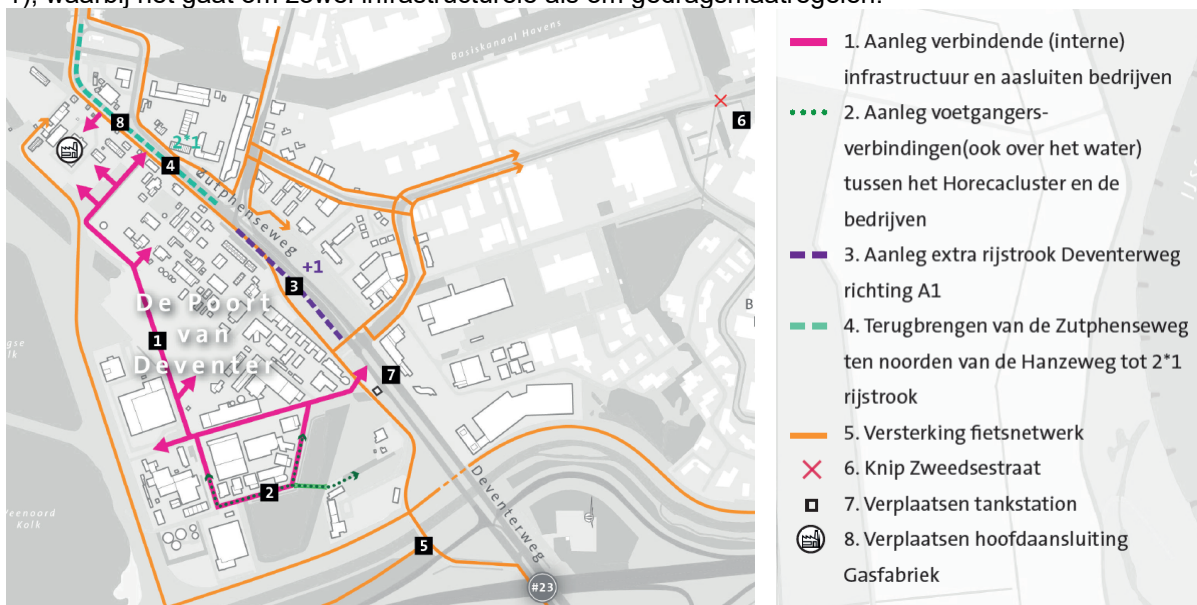 1), waarbij het gaat om zowel infrastructurele als om gedragsmaatregelen.
Basiskanaal Havens
6
8
2*1
4
Zutphenseweg
+1
3
De Poort
van
Deventer
1
7
2
Deventerweg
5
#23
Veenoord
Kolk
1. Aanleg verbindende (interne)
infrastructuur en aasluiten bedrijven
2. Aanleg voetgangers-
verbindingen(ook over het water)
tussen het Horecacluster en de
bedrijven
3. Aanleg extra rijstrook Deventerweg
richting A1
4. Terugbrengen van de Zutphenseweg
ten noorden van de Hanzeweg tot 2*1
rijstrook
5. Versterking fietsnetwerk
6. Knip Zweedsestraat
7. Verplaatsen tankstation
8. Verplaatsen hoofdaansluiting
Gasfabriek